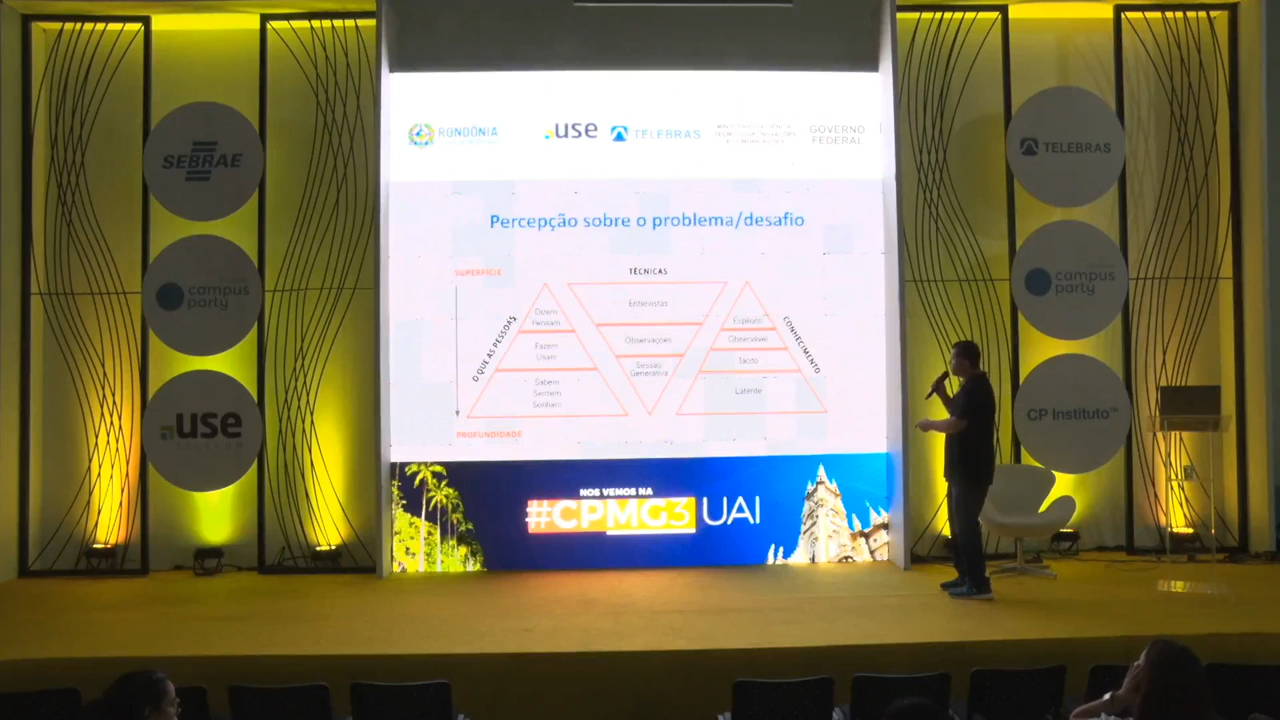 RONDÔNIA
use
TELEBRAS
GOVERNO
FEDERAL
SEBRAE
campus
party
use
TELECOM
TELEBRAS
campus
party
CP Instituto™
Percepção sobre o problema/desafio
SUPERFÍCIE
TÉCNICAS
O QUE AS PESSOAS
Dizem
Pensam
Fazem
Usam
Sabem
Sentem
Sonham
Entrevistas
Observações
Sessão
Generativa
Explícito
Observável
Tácito
Latente
CONHECIMENTO
PROFUNDIDADE
NOS VEMOS NA
#CPMG3 UAI